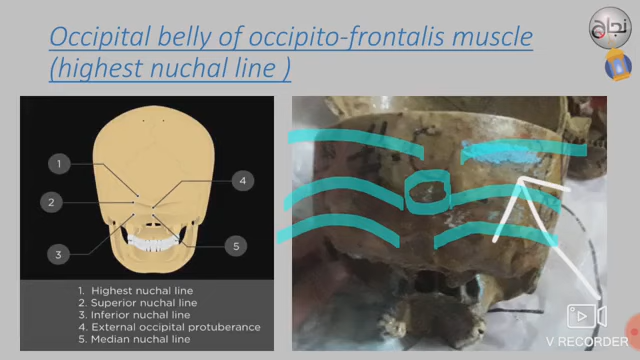 Occipital belly of occipito-frontalis muscle
(highest nuchal line )
نجاح
1
2
3
4
5
1. Highest nuchal line
2. Superior nuchal line
3. Inferior nuchal line
4. External occipital protuberance
5. Median nuchal line
V RECORDER